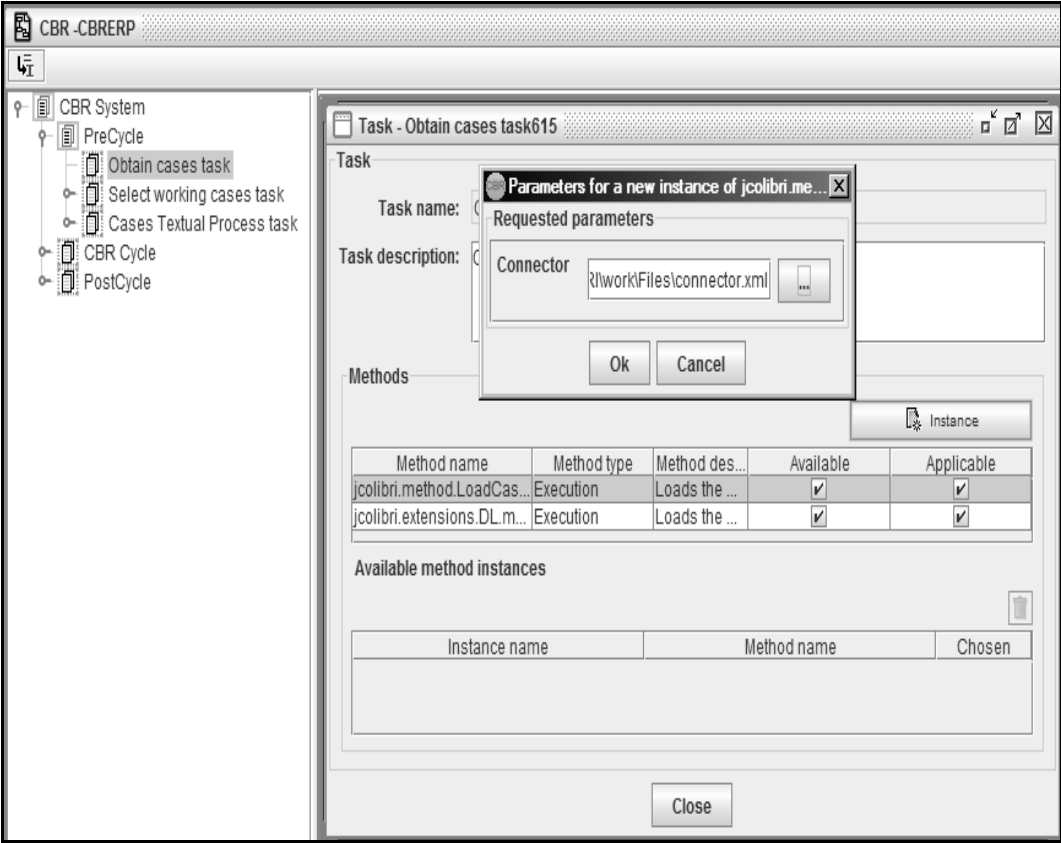 CBR -CBRERP
CBR System
PreCycle
Obtain cases task
Select working cases task
Cases Textual Process task
CBR Cycle
PostCycle
Task - Obtain cases task615
Task
Task name:
Task description:
CBR Parameters for a new instance of jcolibri.me... X
Requested parameters
Connector
RI\work\Files\connector.xml
...
Ok Cancel
Methods
Instance
Method name Method type Method des... Available Applicable
jcolibri.method.LoadCas... Execution Loads the ...
jcolibri.extensions.DL.m... Execution Loads the ...
Available method instances
Instance name Method name Chosen
Close